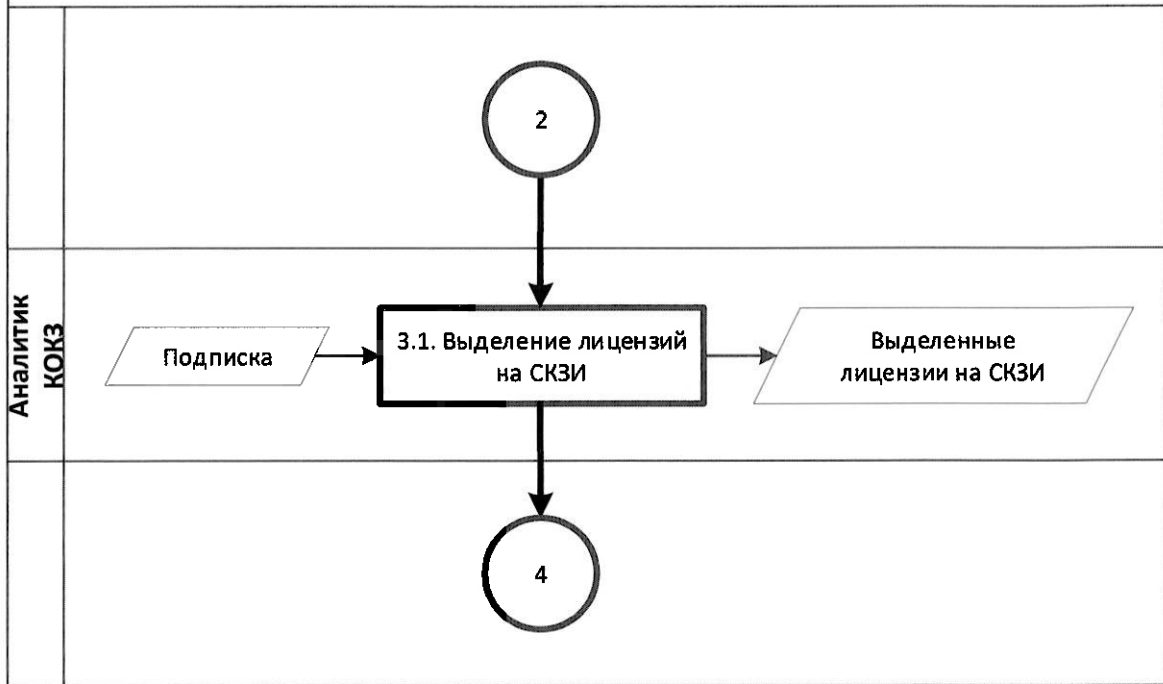 2
Аналитик
КОКЗ
Подписка
3.1. Выделение лицензий
на СКЗИ
Выделенные
лицензии на СКЗИ
4